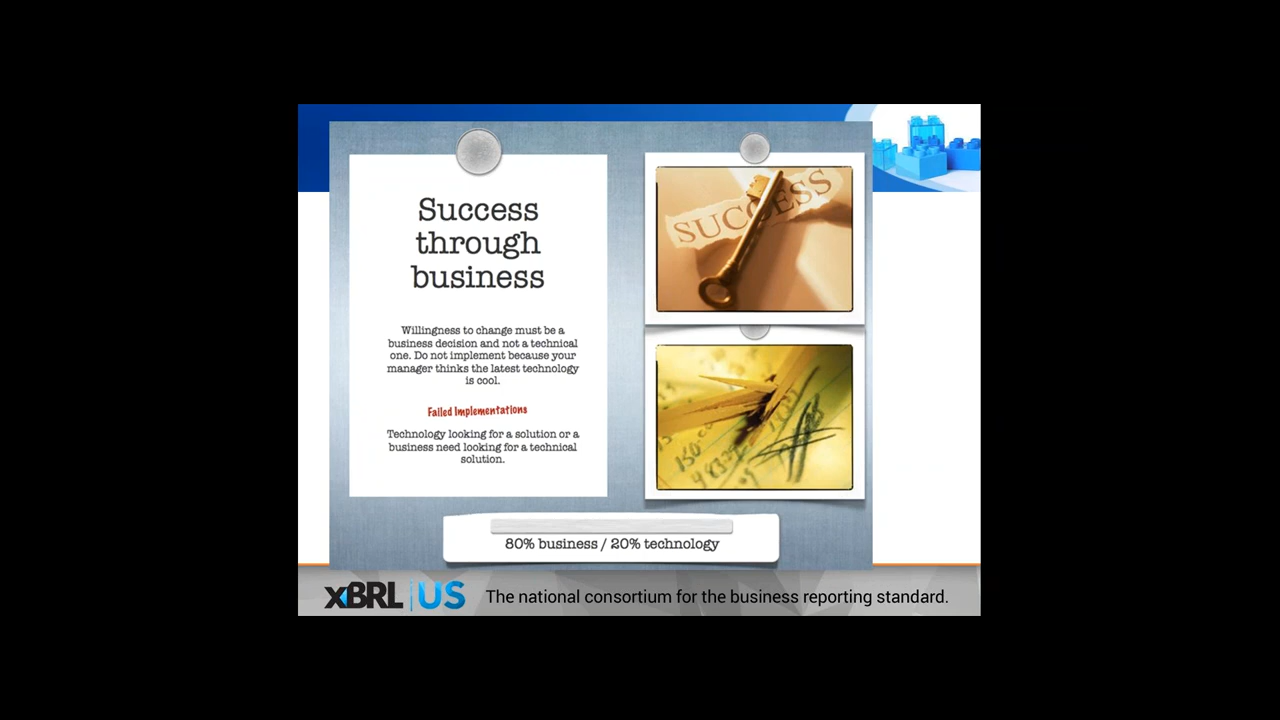 Success
through
business
Willingness to change must be a
business decision and not a technical
one. Do not implement because your
manager thinks the latest technology
is cool.
Failed Implementations
Technology looking for a solution or a
business need looking for a technical
solution.
SUCCESS
150
80% business / 20% technology
XBRL US
The national consortium for the business reporting standard.